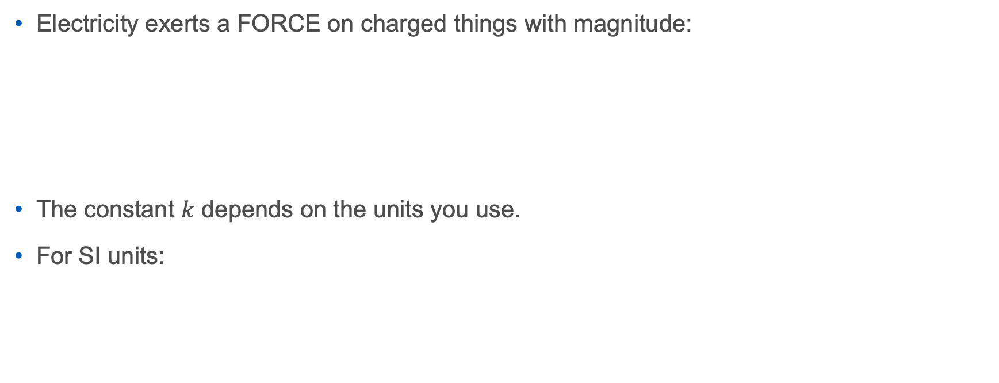 • Electricity exerts a FORCE on charged things with magnitude:
• The constant k depends on the units you use.
• For SI units: